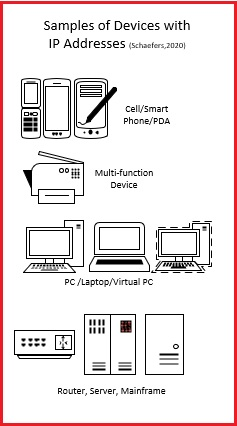 Samples of Devices with
IP Addresses (Schaefers,2020)
Cell/Smart
Phone/PDA
Multi-function
Device
PC /Laptop/Virtual PC
Router, Server, Mainframe